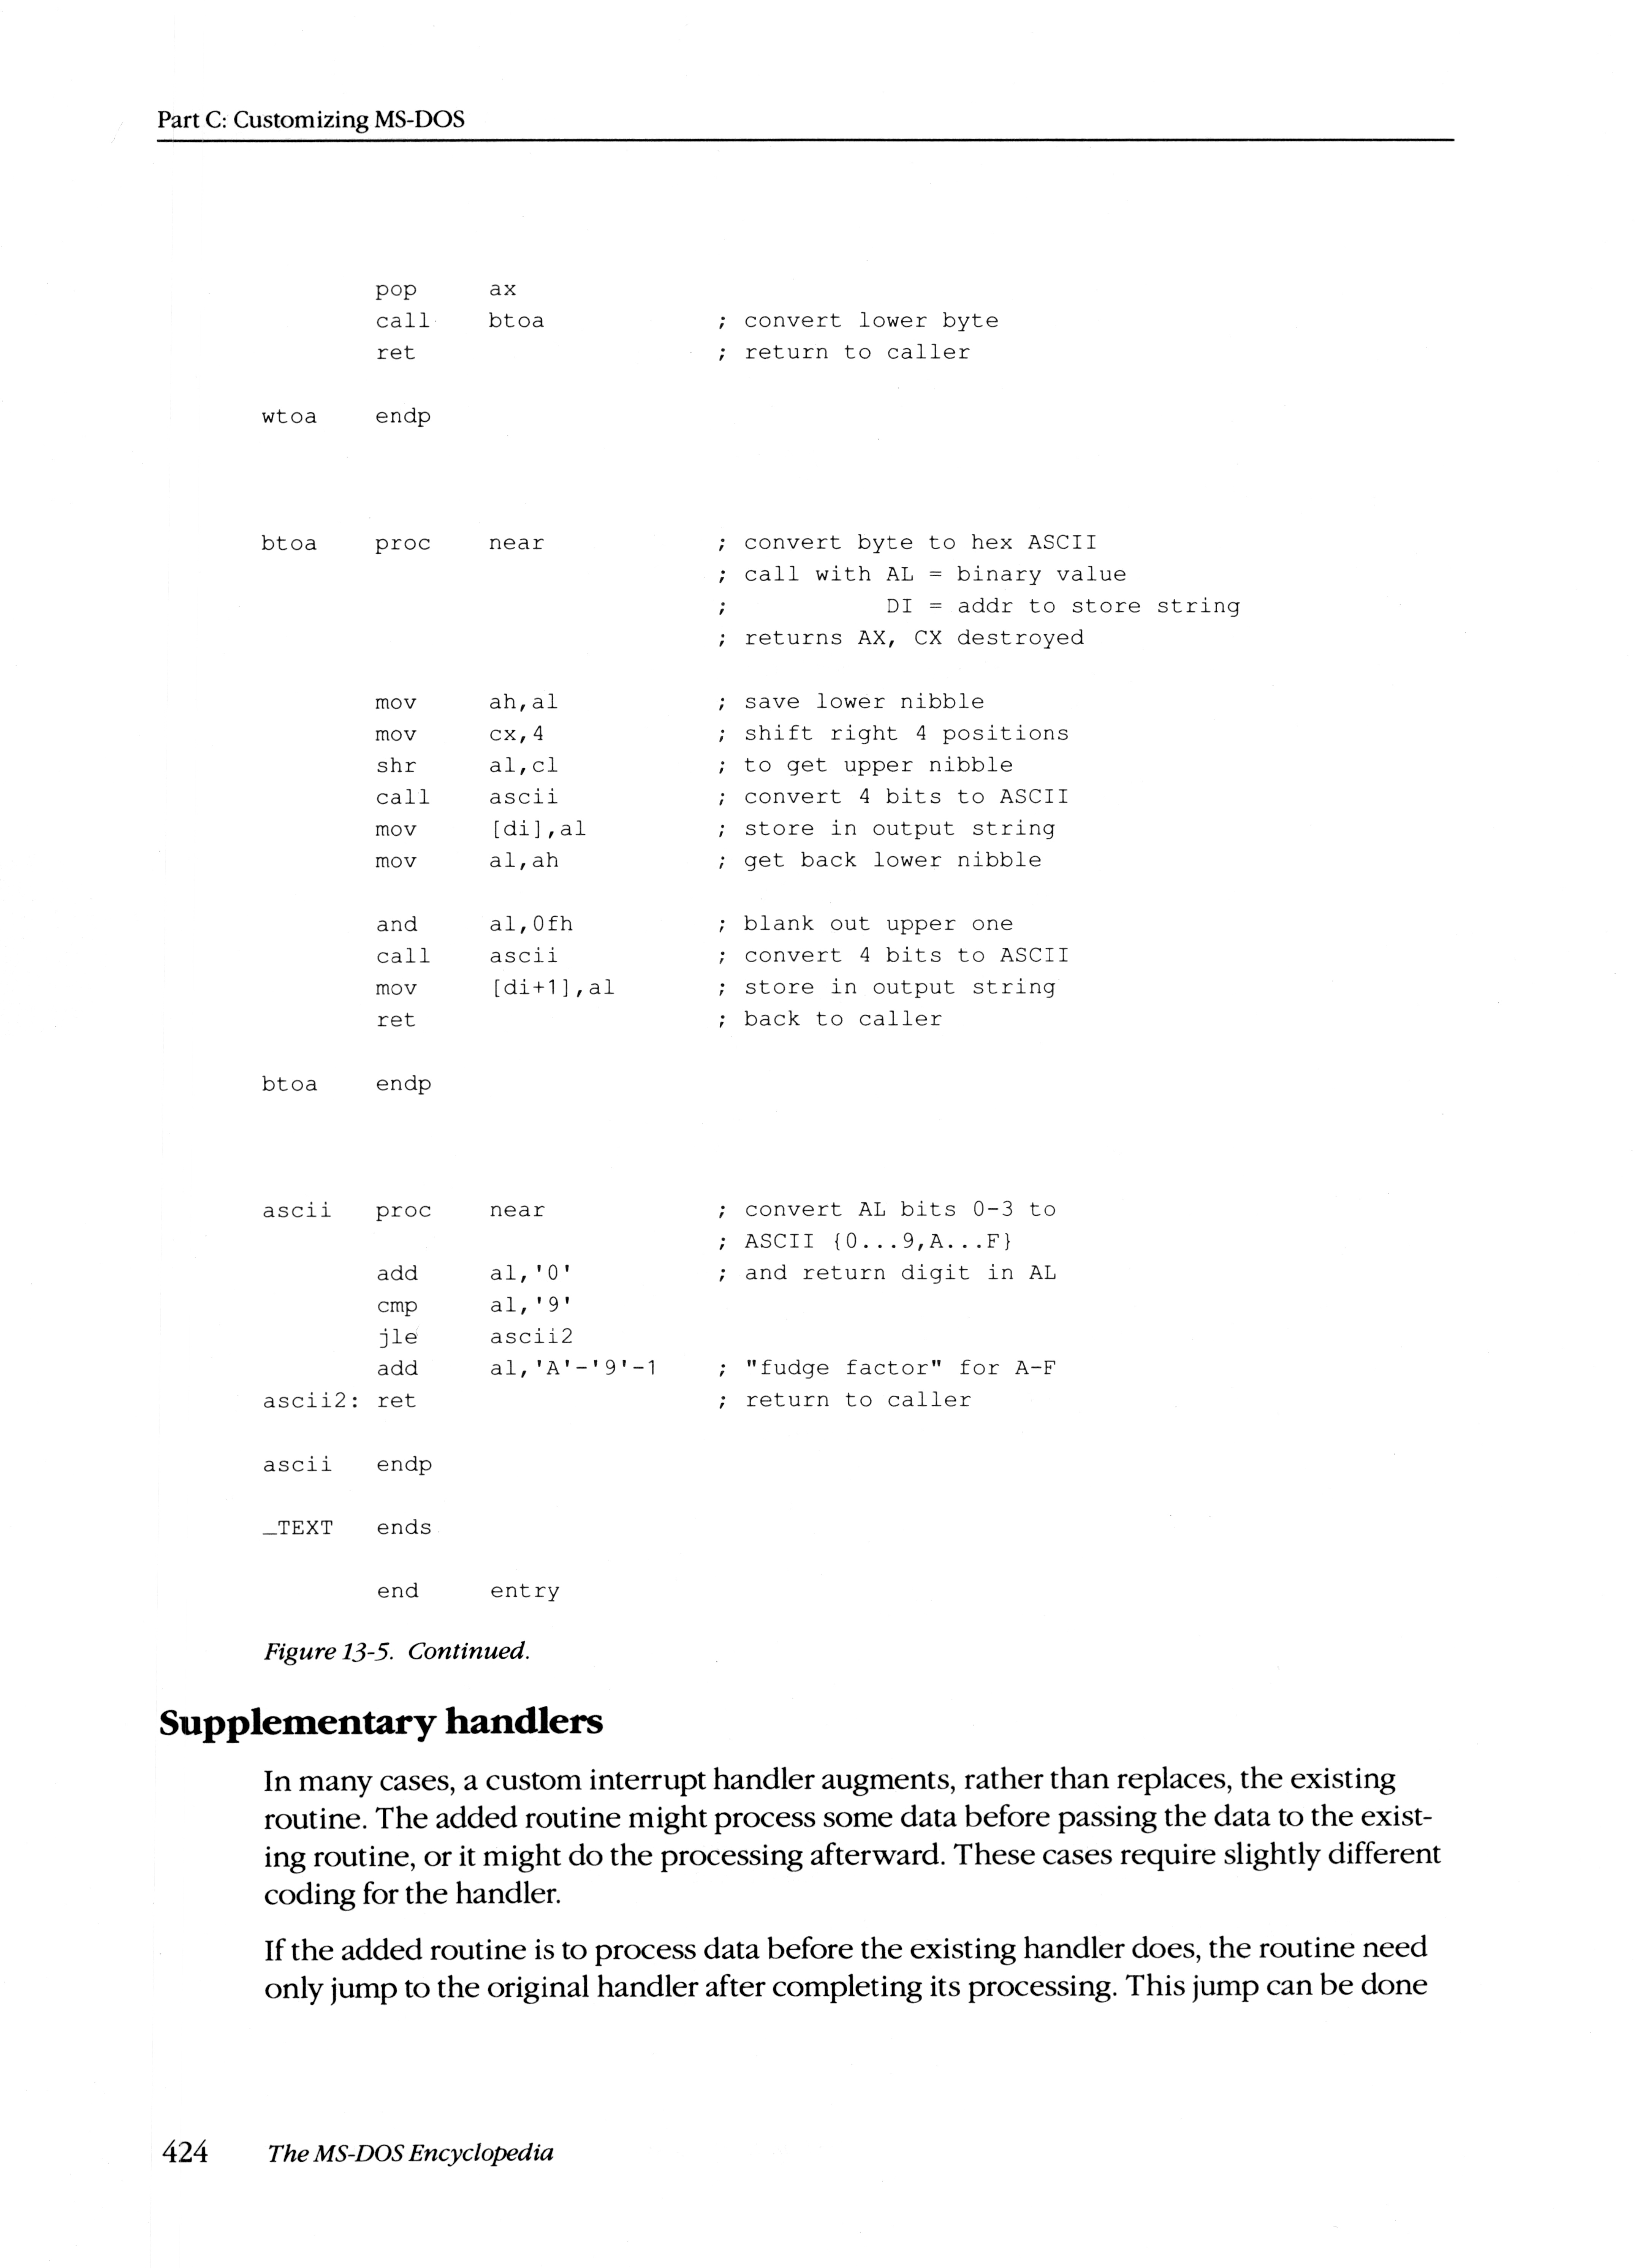 Part C: Customizing MS-DOS
pop ax
call btoa ; convert lower byte
ret ; return to caller
wtoa endp
btoa proc near ; convert byte to hex ASCII
; call with AL = binary value
; DI = addr to store string
; returns AX, CX destroyed
mov ah,al ; save lower nibble
mov cx,4 ; shift right 4 positions
shr al,cl ; to get upper nibble
call ascii ; convert 4 bits to ASCII
mov [di],al ; store in output string
mov al,ah ; get back lower nibble
and al,0fh ; blank out upper one
call ascii ; convert 4 bits to ASCII
mov [di+1],al ; store in output string
ret ; back to caller
btoa endp
ascii proc near ; convert AL bits 0-3 to
; ASCII {0...9,A...F}
add al,'0' ; and return digit in AL
cmp al,'9'
jle ascii2
add al,'A'-'9'-1 ; "fudge factor" for A-F
ascii2: ret ; return to caller
ascii endp
_TEXT ends
end entry
Figure 13-5. Continued.
Supplementary handlers
In many cases, a custom interrupt handler augments, rather than replaces, the existing
routine. The added routine might process some data before passing the data to the exist-
ing routine, or it might do the processing afterward. These cases require slightly different
coding for the handler.
If the added routine is to process data before the existing handler does, the routine need
only jump to the original handler after completing its processing. This jump can be done
424 The MS-DOS Encyclopedia